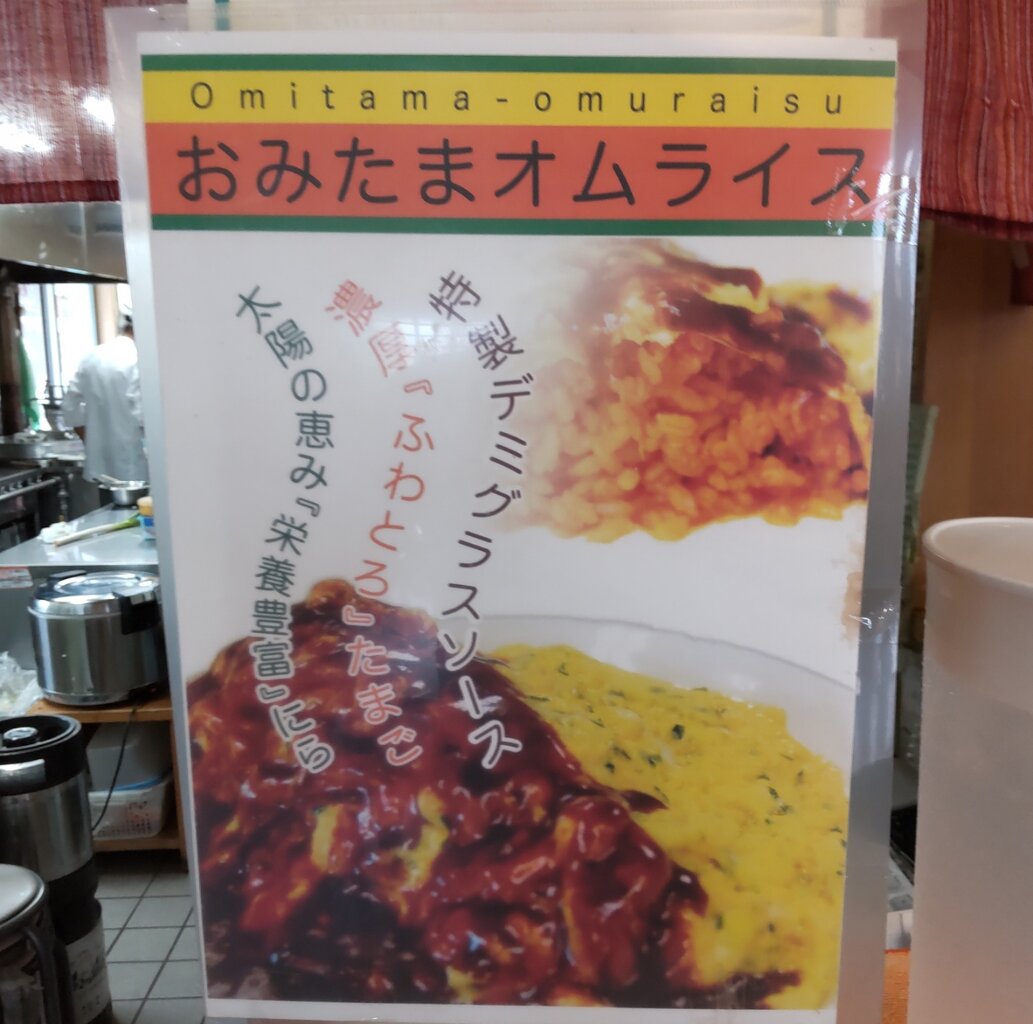 Omitama-omuraisu
おみたまオムライス
特製デミグラスソース
濃厚『ふわとろ』たまご
太陽の恵み『栄養豊富』にら